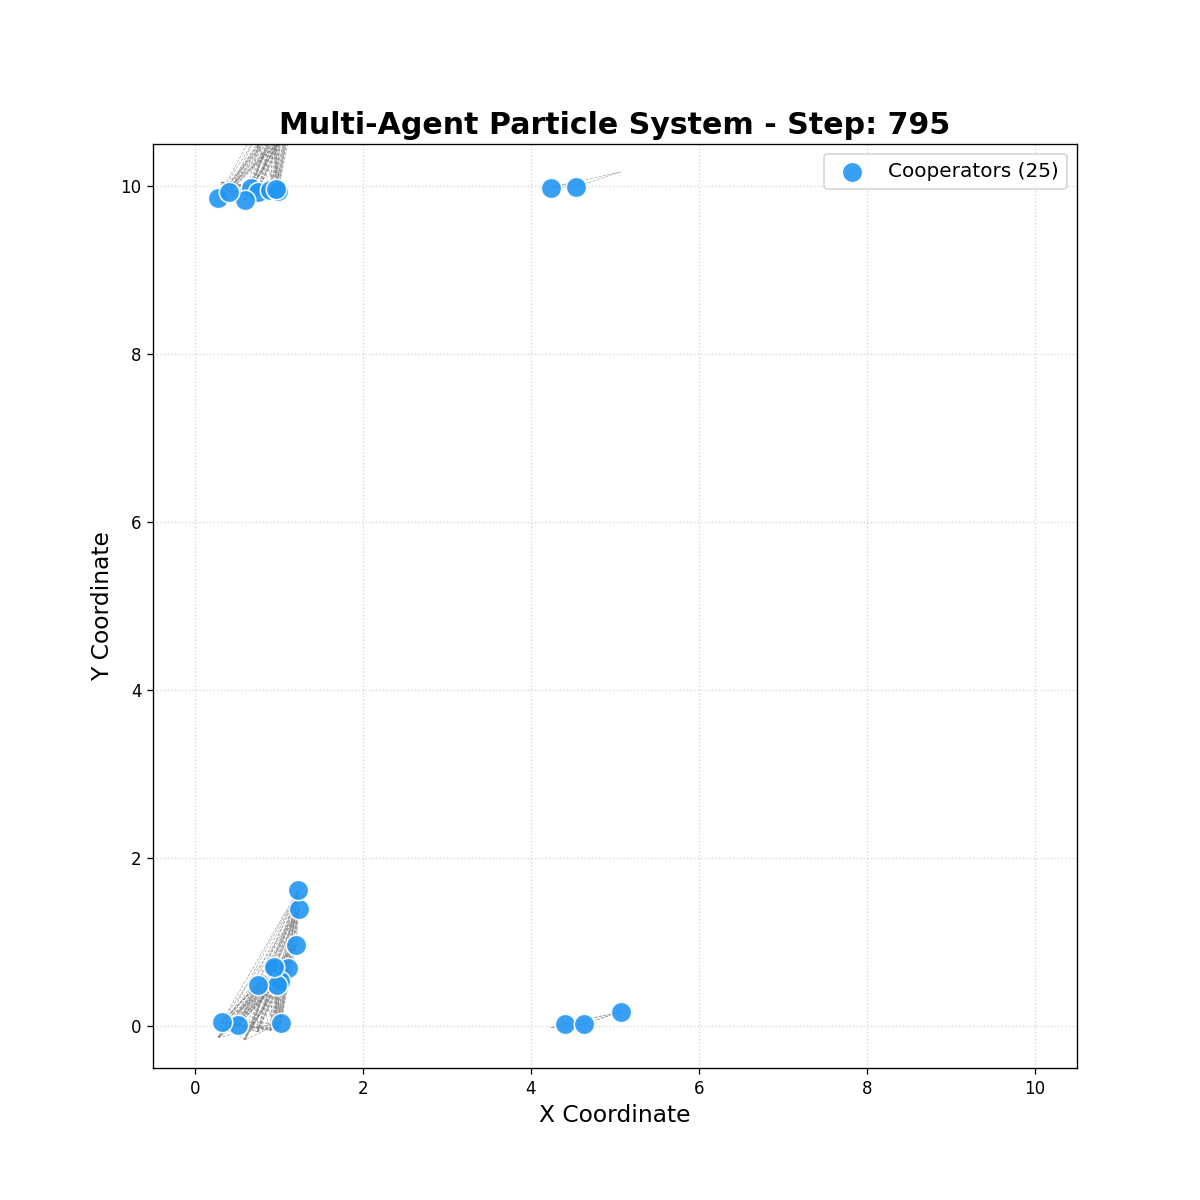 Multi-Agent Particle System - Step: 795
Cooperators (25)
10
8
6
4
2
0
Y Coordinate
0 2 4 6 8 10
X Coordinate